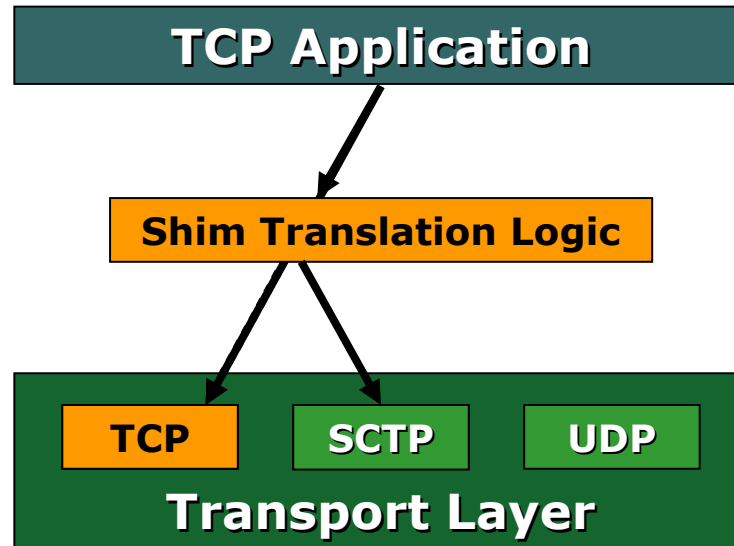 TCP Application
Shim Translation Logic
TCP
SCTP
UDP
Transport Layer